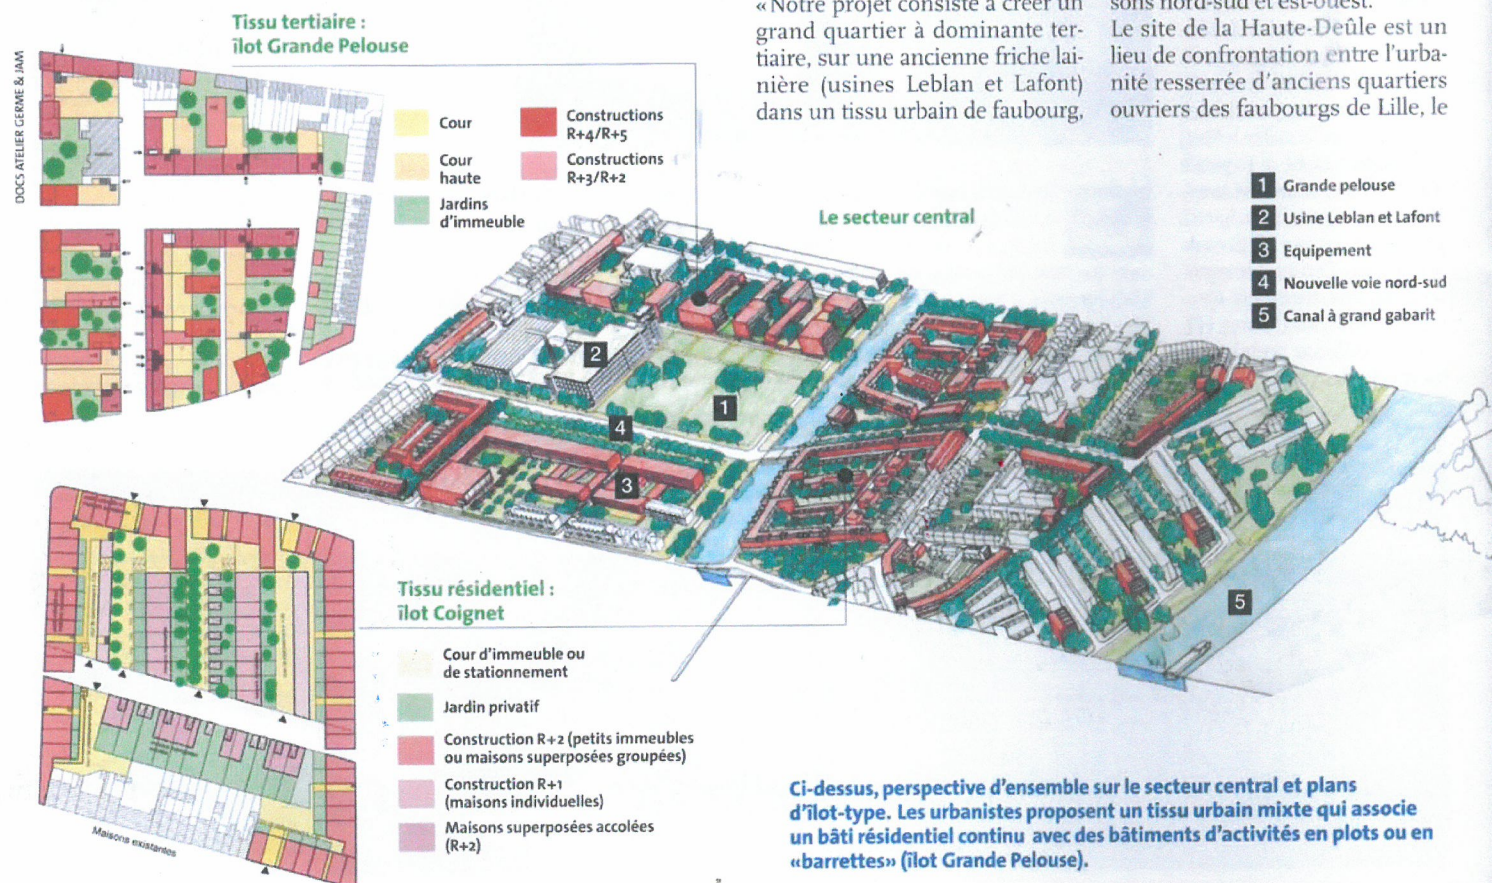 DOCS ATELIER GERME & JAM
Tissu tertiaire :
îlot Grande Pelouse
Cour
Cour
haute
Jardins
d'immeuble
Constructions
R+4/R+5
Constructions
R+3/R+2
« Notre projet consiste à créer un
grand quartier à dominante ter-
tiaire, sur une ancienne friche lai-
nière (usines Leblan et Lafont)
dans un tissu urbain de faubourg,
sons nord-sud et est-ouest.
Le site de la Haute-Deûle est un
lieu de confrontation entre l'urba-
nité resserrée d'anciens quartiers
ouvriers des faubourgs de Lille, le
Le secteur central
1 Grande pelouse
2 Usine Leblan et Lafont
3 Equipement
4 Nouvelle voie nord-sud
5 Canal à grand gabarit
2
1
4
3
5
Tissu résidentiel :
îlot Coignet
Cour d'immeuble ou
de stationnement
Jardin privatif
Construction R+2 (petits immeubles
ou maisons superposées groupées)
Construction R+1
(maisons individuelles)
Maisons superposées accolées
(R+2)
Maisons existantes
Ci-dessus, perspective d'ensemble sur le secteur central et plans
d'îlot-type. Les urbanistes proposent un tissu urbain mixte qui associe
un bâti résidentiel continu avec des bâtiments d'activités en plots ou en
«barrettes» (îlot Grande Pelouse).